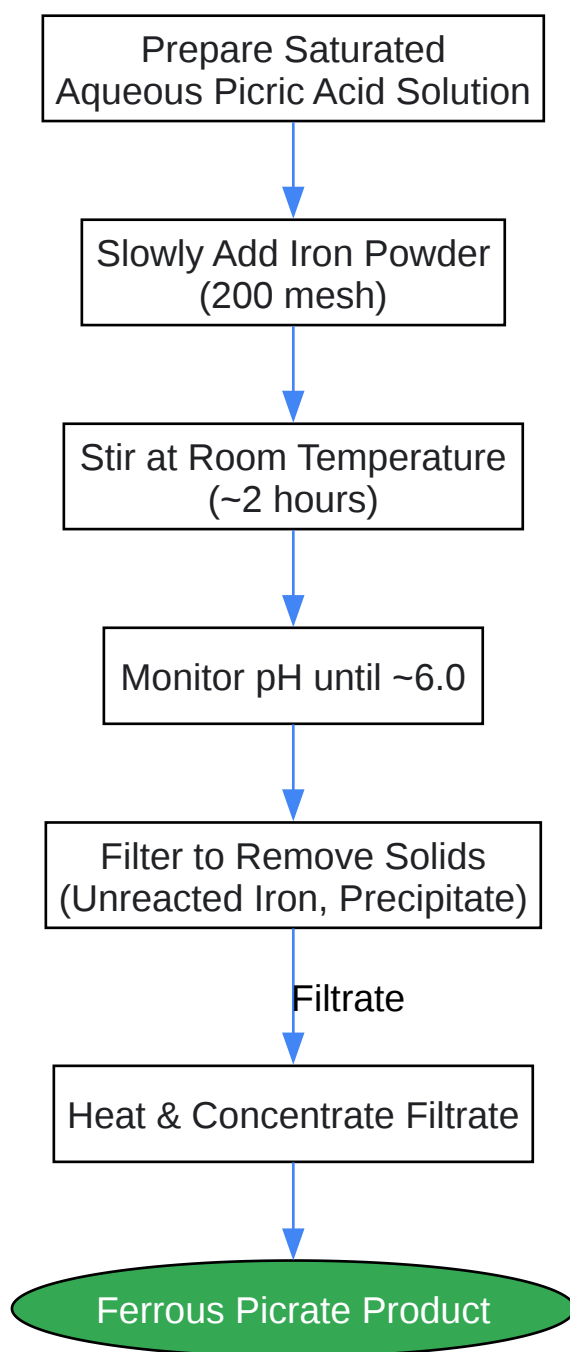 Prepare Saturated
Aqueous Picric Acid Solution
Slowly Add Iron Powder
(200 mesh)
Stir at Room Temperature
(~2 hours)
Monitor pH until ~6.0
Filter to Remove Solids
(Unreacted Iron, Precipitate)
Filtrate
Heat & Concentrate Filtrate
Ferrous Picrate Product